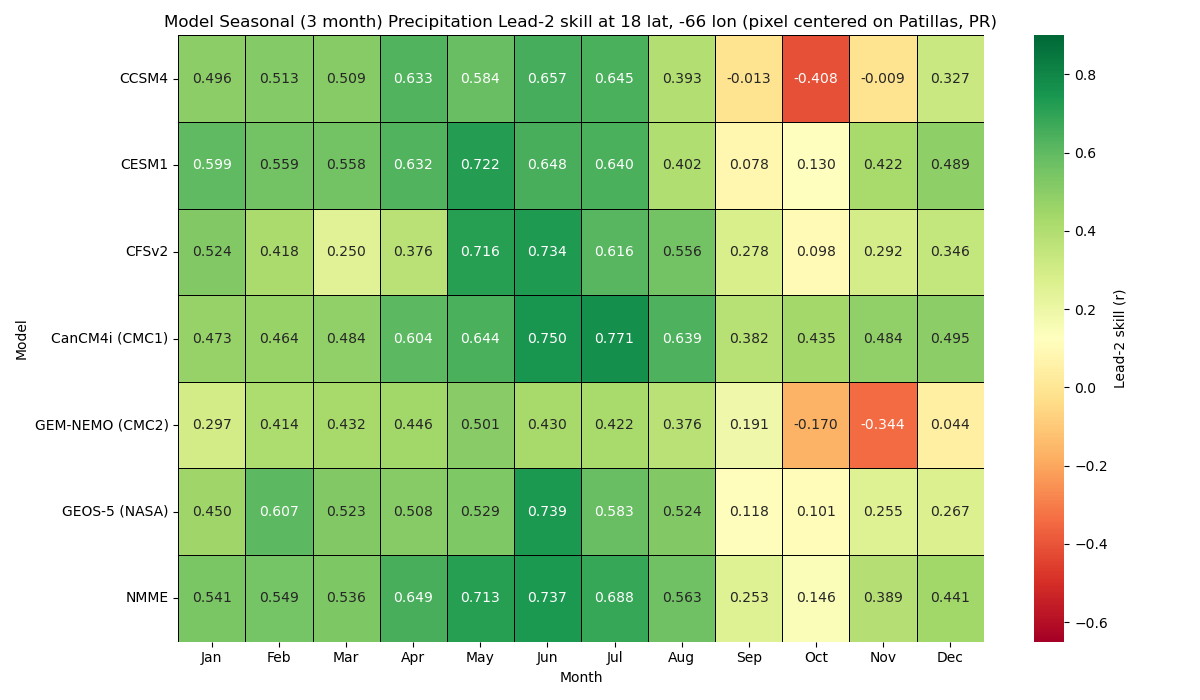 Model Seasonal (3 month) Precipitation Lead-2 skill at 18 lat, -66 lon (pixel centered on Patillas, PR)
CCSM4 0.496 0.513 0.509 0.633 0.584 0.657 0.645 0.393 -0.013 -0.408 -0.009 0.327
CESM1 0.599 0.559 0.558 0.632 0.722 0.648 0.640 0.402 0.078 0.130 0.422 0.489
CFSv2 0.524 0.418 0.250 0.376 0.716 0.734 0.616 0.556 0.278 0.098 0.292 0.346
CanCM4i (CMC1) 0.473 0.464 0.484 0.604 0.644 0.750 0.771 0.639 0.382 0.435 0.484 0.495
GEM-NEMO (CMC2) 0.297 0.414 0.432 0.446 0.501 0.430 0.422 0.376 0.191 -0.170 -0.344 0.044
GEOS-5 (NASA) 0.450 0.607 0.523 0.508 0.529 0.739 0.583 0.524 0.118 0.101 0.255 0.267
NMME 0.541 0.549 0.536 0.649 0.713 0.737 0.688 0.563 0.253 0.146 0.389 0.441
Jan Feb Mar Apr May Jun Jul Aug Sep Oct Nov Dec
Month
Model
0.8
0.6
0.4
0.2
0.0
−0.2
−0.4
−0.6
Lead-2 skill (r)